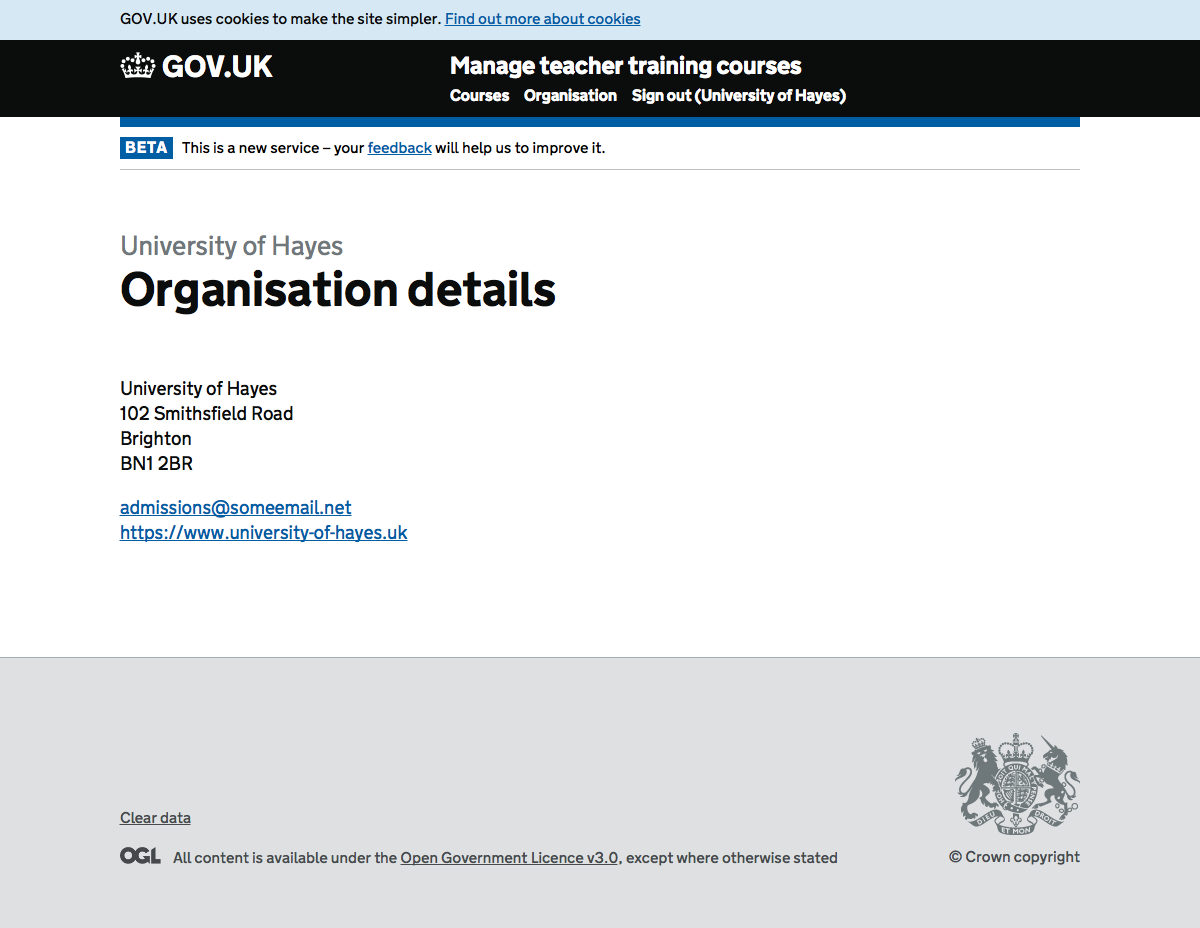 GOV.UK uses cookies to make the site simpler. Find out more about cookies
GOV.UK
Manage teacher training courses
Courses Organisation Sign out (University of Hayes)
BETA This is a new service – your feedback will help us to improve it.
University of Hayes
Organisation details
University of Hayes
102 Smithsfield Road
Brighton
BN1 2BR
admissions@someemail.net
https://www.university-of-hayes.uk
Clear data
OGL All content is available under the Open Government Licence v3.0, except where otherwise stated
DIEU ET MON DROIT
© Crown copyright